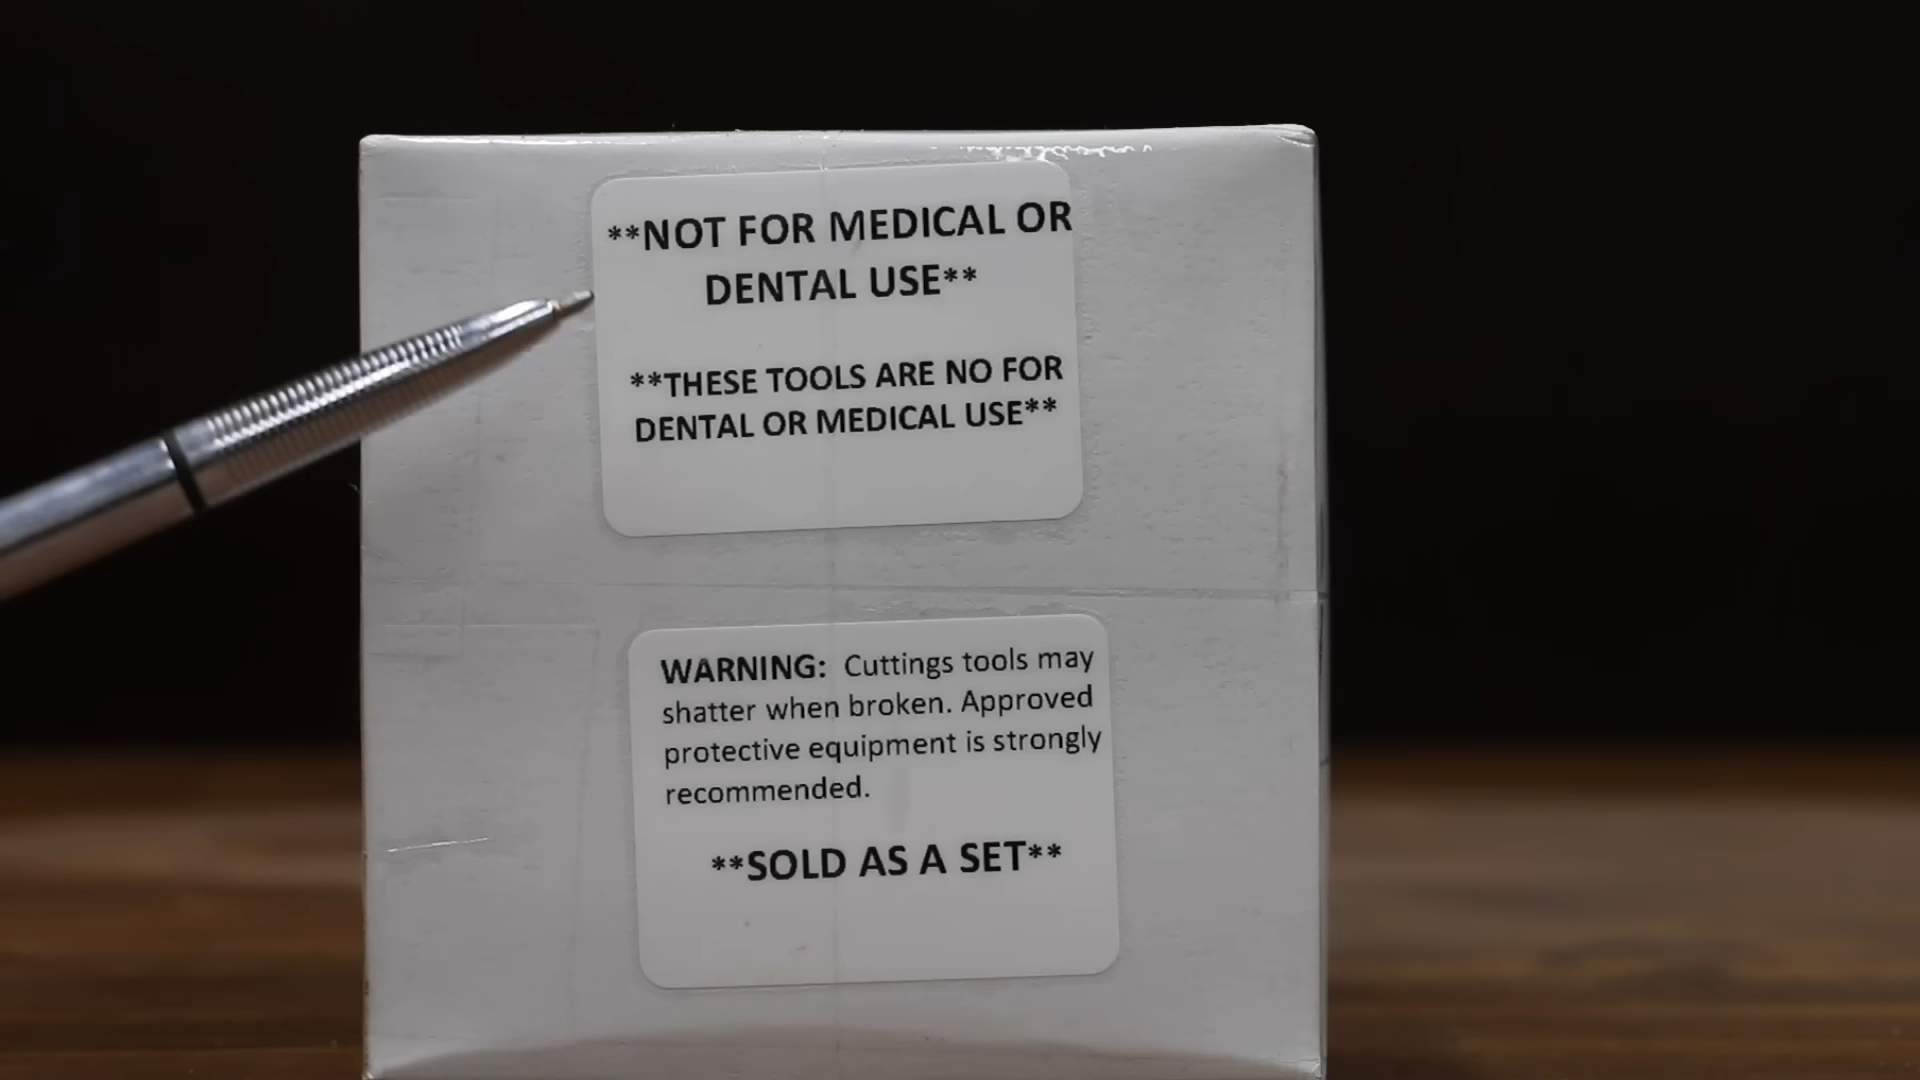 **NOT FOR MEDICAL OR
DENTAL USE**
**THESE TOOLS ARE NO FOR
DENTAL OR MEDICAL USE**
WARNING: Cuttings tools may
shatter when broken. Approved
protective equipment is strongly
recommended.
**SOLD AS A SET**